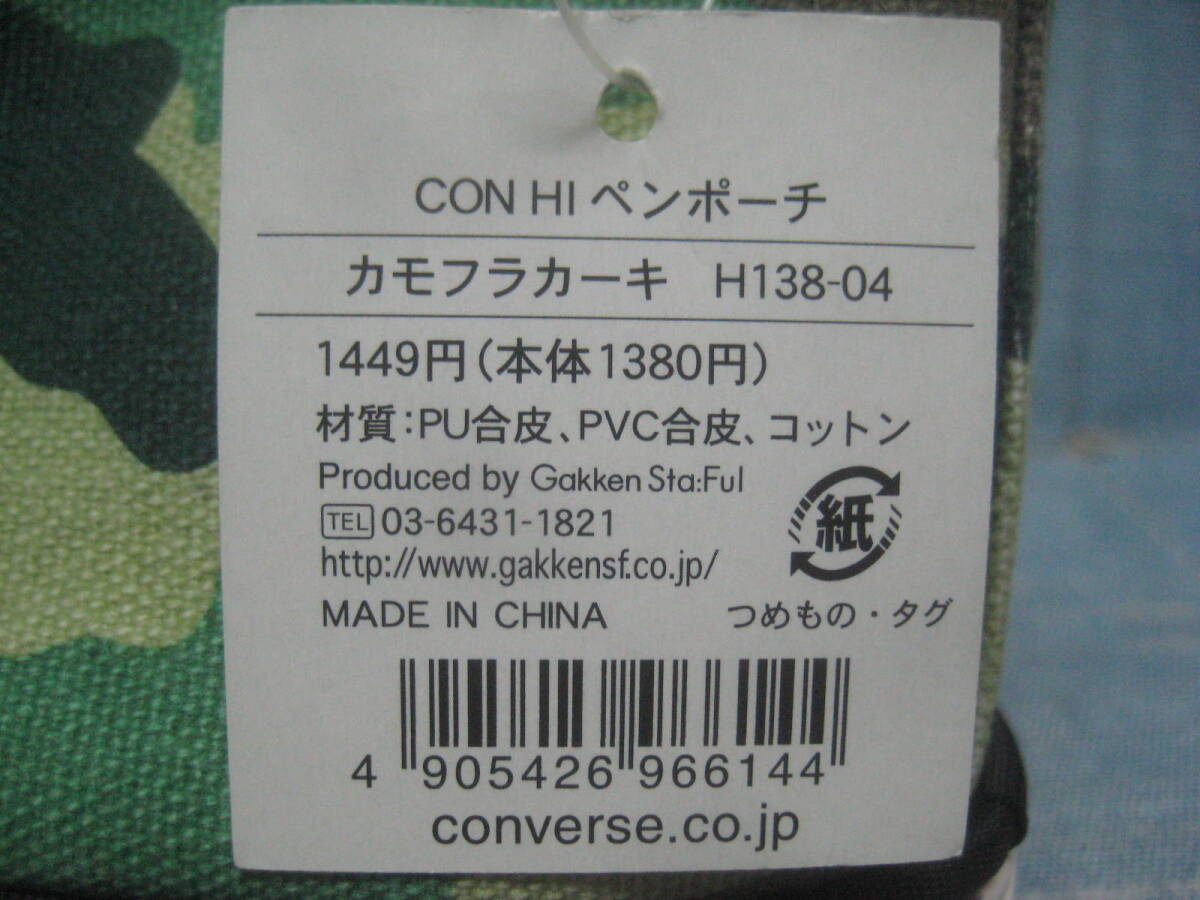 CON HI ペンポーチ
カモフラカーキ H138-04
1449円(本体1380円)
材質:PU合皮、PVC合皮、コットン
Produced by Gakken Sta:Ful
TEL 03-6431-1821
http://www.gakkensf.co.jp/
MADE IN CHINA
紙
つめもの・タグ
4 905426 966144
converse.co.jp